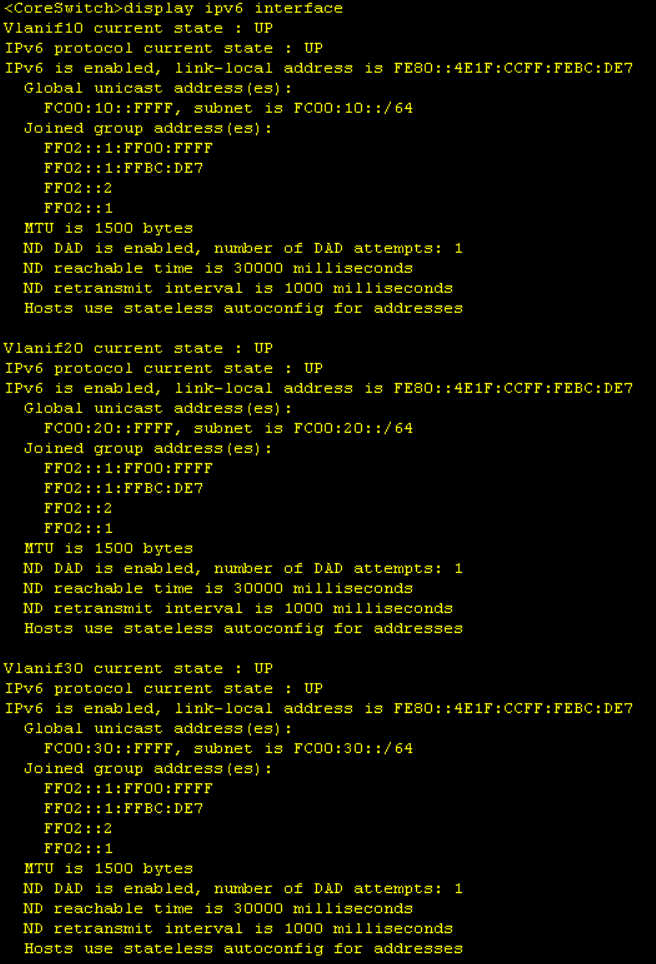 <CoreSwitch>display ipv6 interface
Vlanif10 current state : UP
IPv6 protocol current state : UP
IPv6 is enabled, link-local address is FE80::4E1F:CCFF:FEBC:DE7
Global unicast address(es):
FC00:10::FFFF, subnet is FC00:10::/64
Joined group address(es):
FF02::1:FF00:FFFF
FF02::1:FFBC:DE7
FF02::2
FF02::1
MTU is 1500 bytes
ND DAD is enabled, number of DAD attempts: 1
ND reachable time is 30000 milliseconds
ND retransmit interval is 1000 milliseconds
Hosts use stateless autoconfig for addresses
Vlanif20 current state : UP
IPv6 protocol current state : UP
IPv6 is enabled, link-local address is FE80::4E1F:CCFF:FEBC:DE7
Global unicast address(es):
FC00:20::FFFF, subnet is FC00:20::/64
Joined group address(es):
FF02::1:FF00:FFFF
FF02::1:FFBC:DE7
FF02::2
FF02::1
MTU is 1500 bytes
ND DAD is enabled, number of DAD attempts: 1
ND reachable time is 30000 milliseconds
ND retransmit interval is 1000 milliseconds
Hosts use stateless autoconfig for addresses
Vlanif30 current state : UP
IPv6 protocol current state : UP
IPv6 is enabled, link-local address is FE80::4E1F:CCFF:FEBC:DE7
Global unicast address(es):
FC00:30::FFFF, subnet is FC00:30::/64
Joined group address(es):
FF02::1:FF00:FFFF
FF02::1:FFBC:DE7
FF02::2
FF02::1
MTU is 1500 bytes
ND DAD is enabled, number of DAD attempts: 1
ND reachable time is 30000 milliseconds
ND retransmit interval is 1000 milliseconds
Hosts use stateless autoconfig for addresses